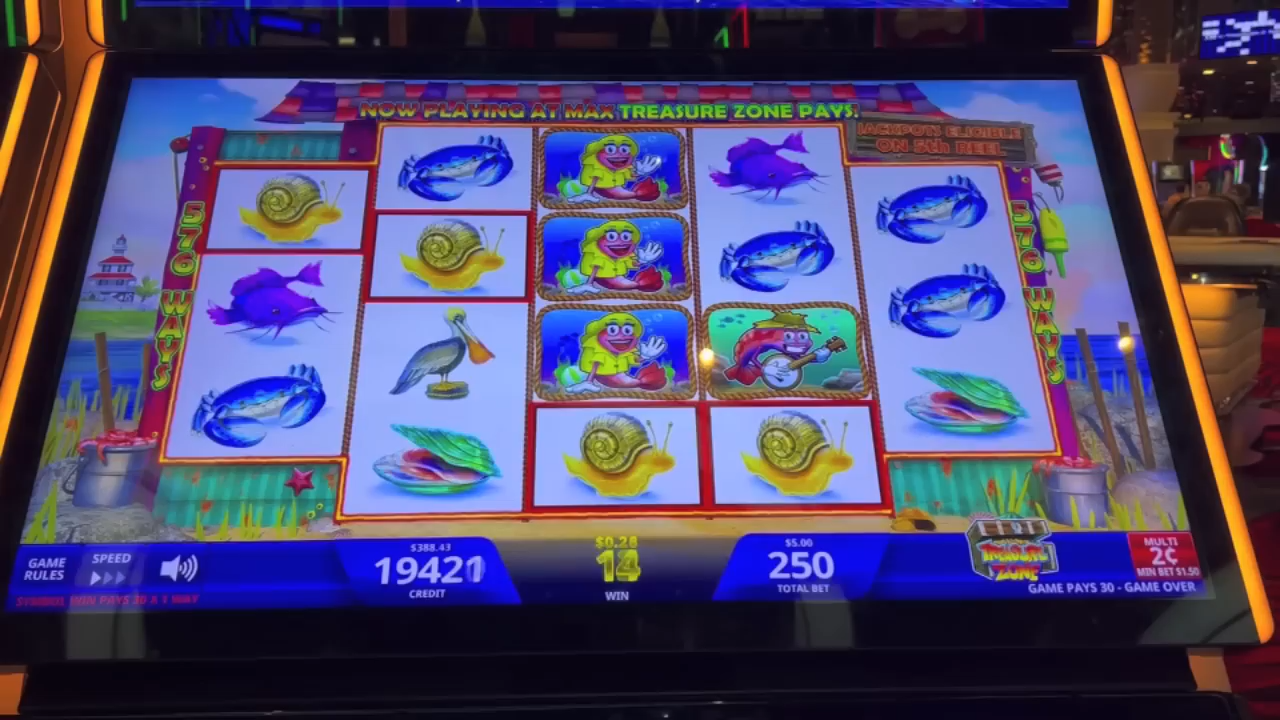 NOW PLAYING AT MAX TREASURE ZONE PAYS!
JACKPOTS ELIGIBLE
ON 5th REEL
576 WAYS
576 WAYS
GAME
RULES
SPEED
$388.43
19421
CREDIT
$0.28
14
WIN
$5.00
250
TOTAL BET
TREASURE
ZONE
MULTI
2¢
MIN BET $1.50
SYMBOL WIN PAYS 30 X 1 WAY
GAME PAYS 30 - GAME OVER